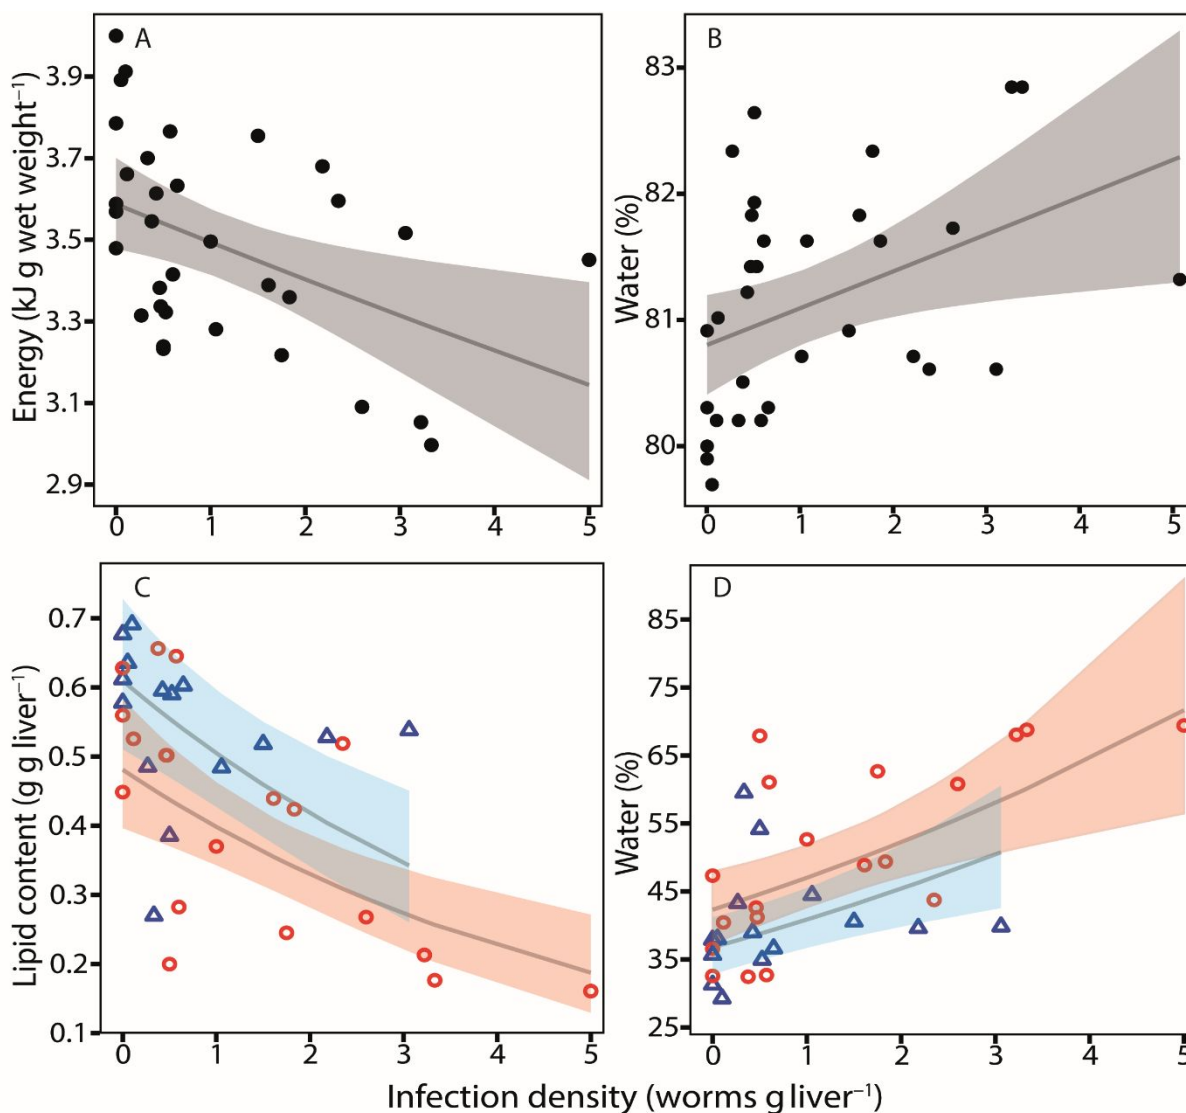 A
3.9
3.7
3.5
3.3
3.1
2.9
Energy (kJ g wet weight⁻¹)
0 1 2 3 4 5
B
83
82
81
80
Water (%)
0 1 2 3 4 5
C
0.7
0.6
0.5
0.4
0.3
0.2
0.1
Lipid content (g g liver⁻¹)
0 1 2 3 4 5
D
85
75
65
55
45
35
25
Water (%)
0 1 2 3 4 5
Infection density (worms g liver⁻¹)